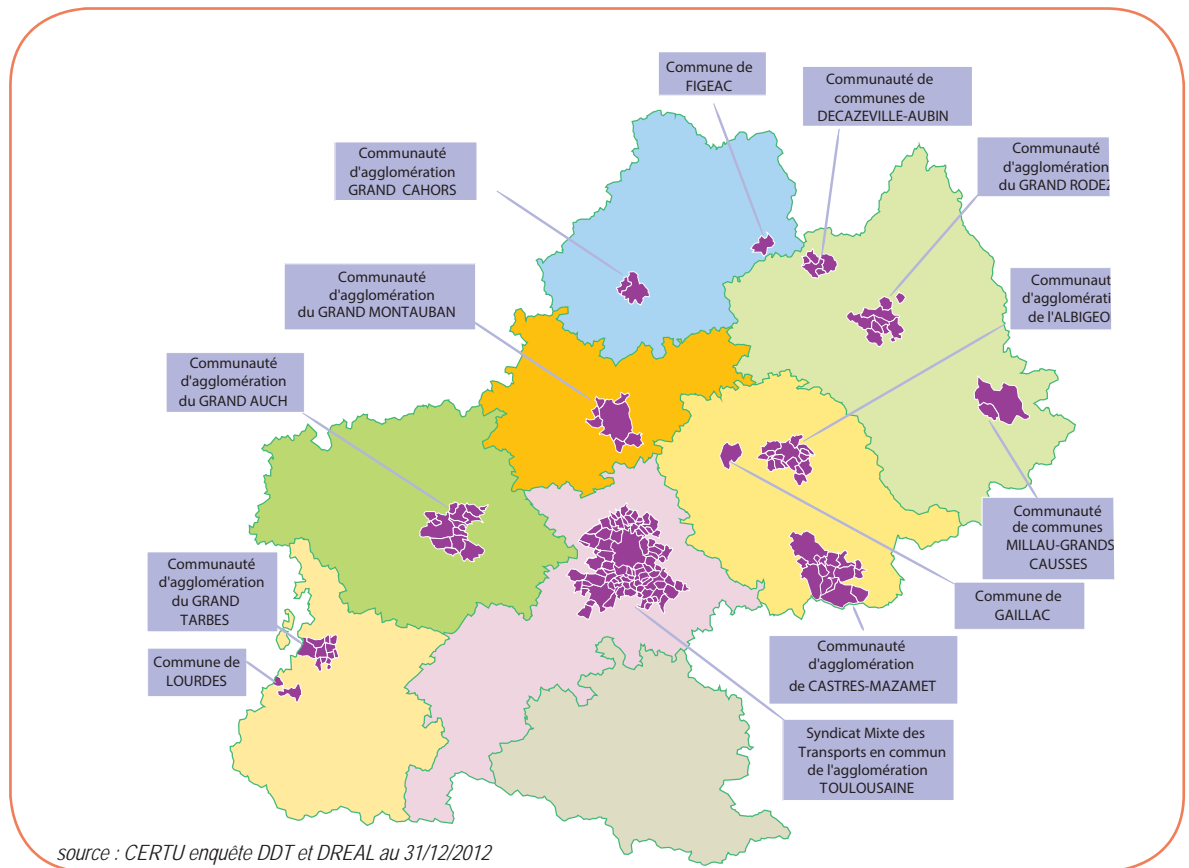 Commune de
FIGEAC
Communauté de
communes de
DECAZEVILLE-AUBIN
Communauté
d'agglomération
GRAND CAHORS
Communauté
d'agglomération
du GRAND RODEZ
Communauté
d'agglomération
du GRAND MONTAUBAN
Communaut
d'agglomérati
de l'ALBIGEO
Communauté
d'agglomération
du GRAND AUCH
Communauté
de communes
MILLAU-GRANDS
CAUSSES
Communauté
d'agglomération
du GRAND
TARBES
Commune de
GAILLAC
Commune de
LOURDES
Communauté
d'agglomération
de CASTRES-MAZAMET
Syndicat Mixte des
Transports en commun
de l'agglomération
TOULOUSAINE
source : CERTU enquête DDT et DREAL au 31/12/2012